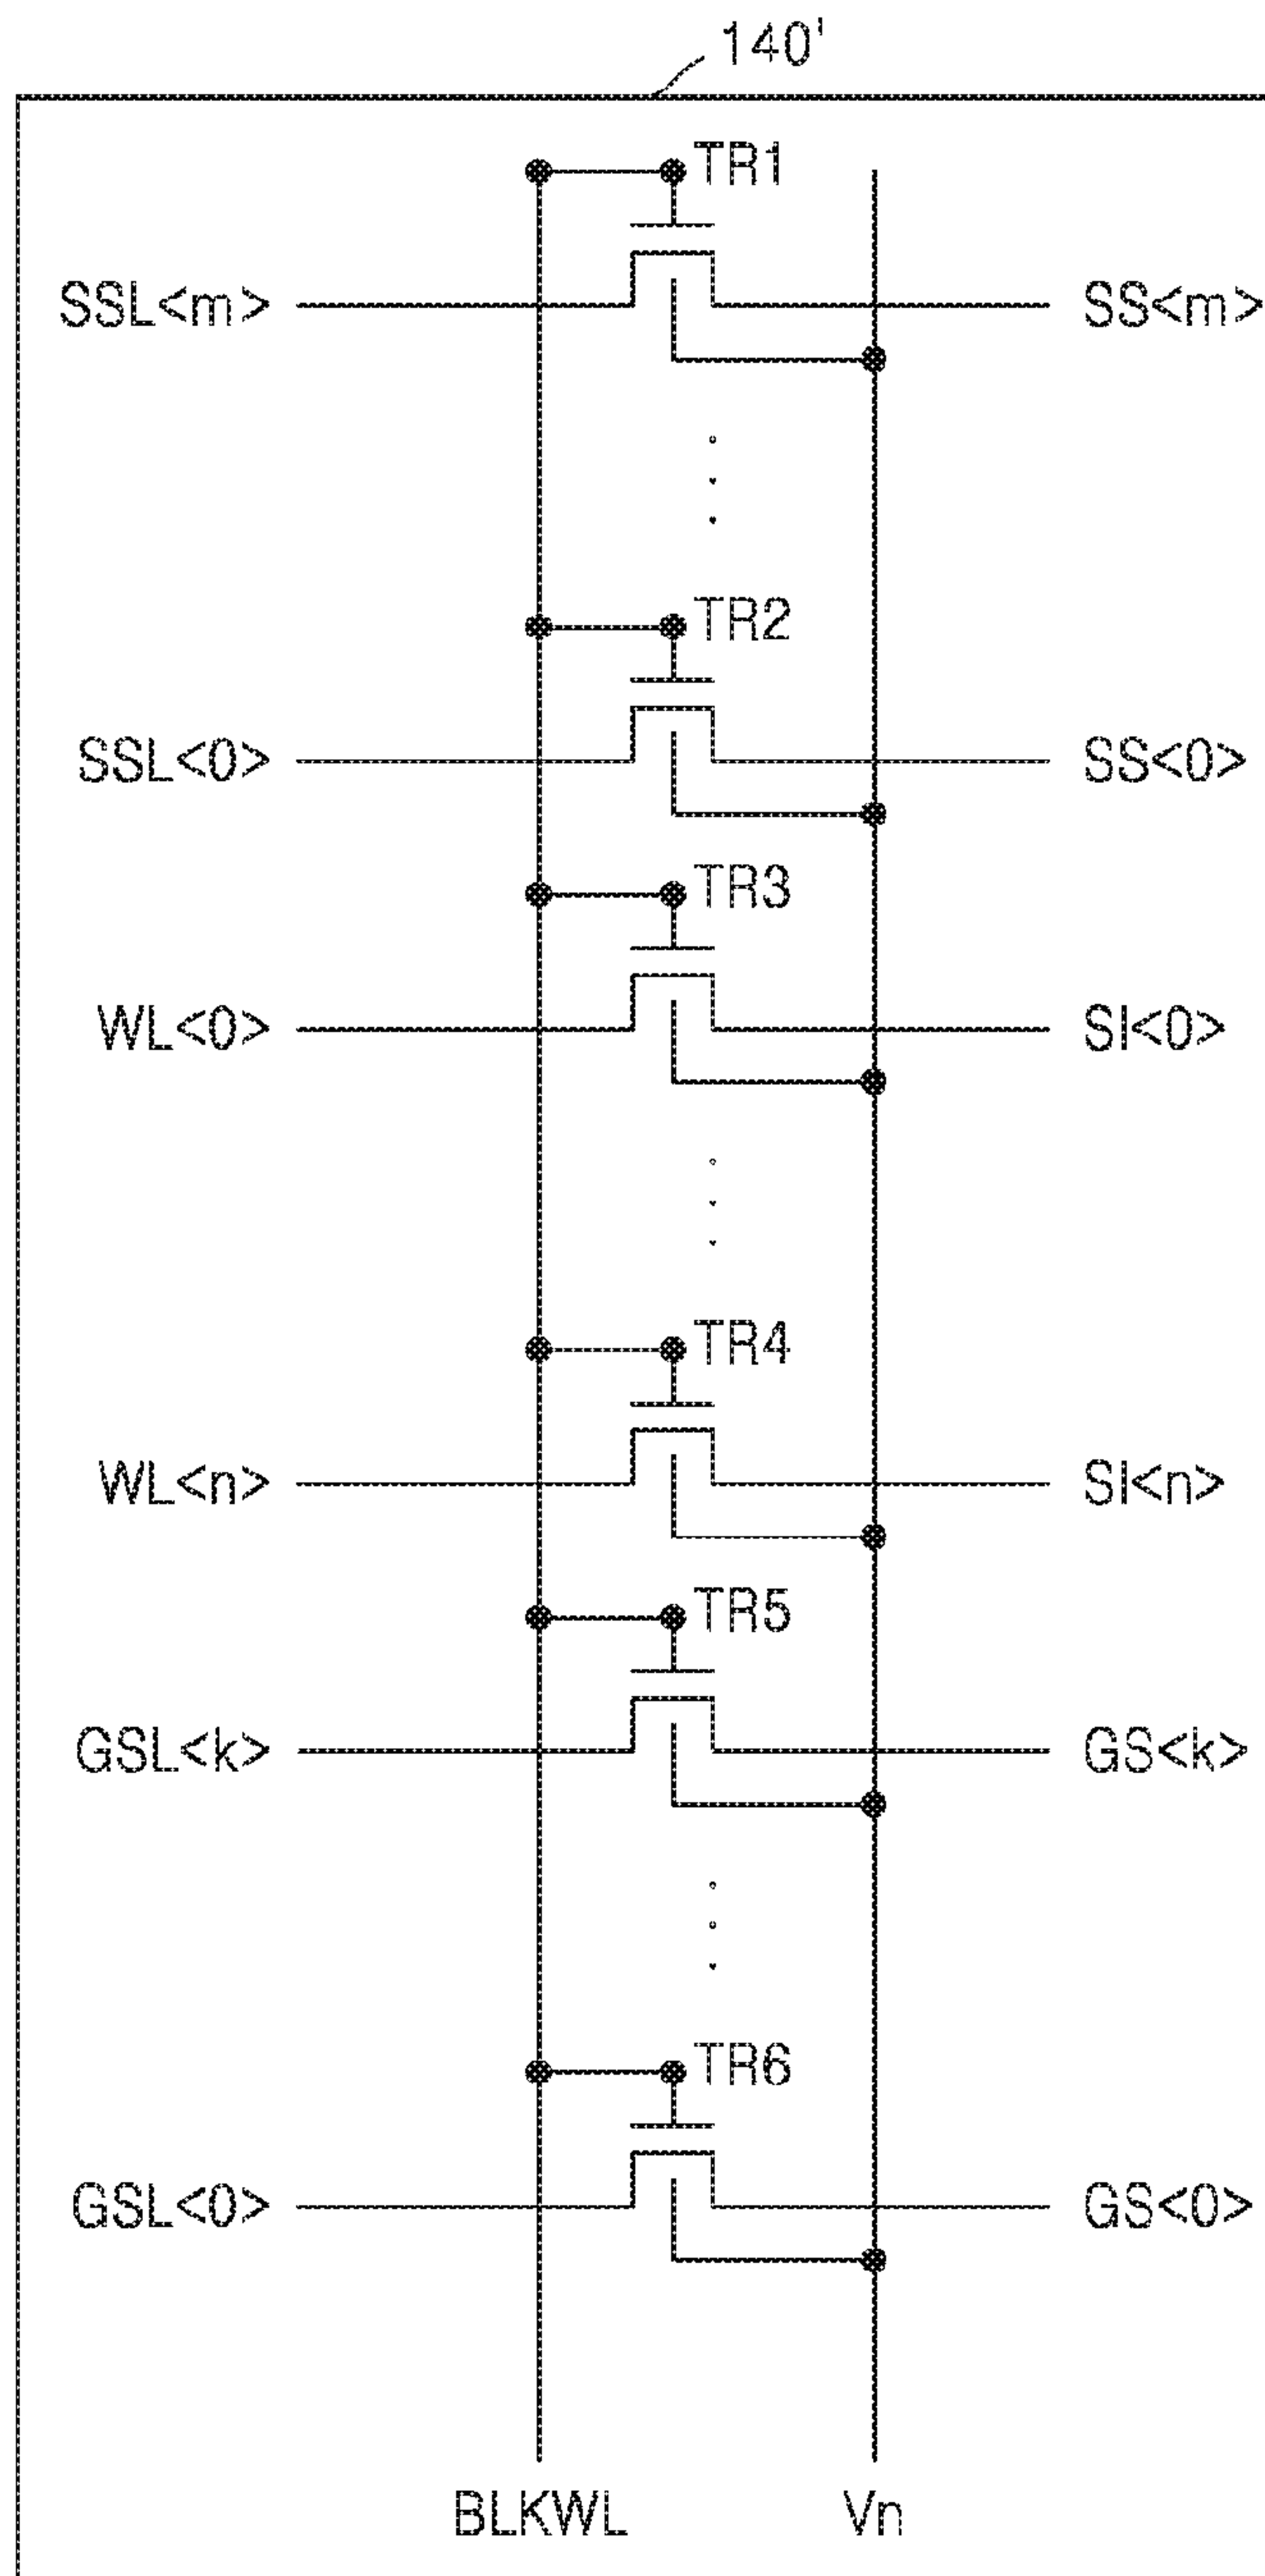 140'
TR1
SSL<m> SS<m>
TR2
SSL<0> SS<0>
TR3
WL<0> SI<0>
TR4
WL<n> SI<n>
TR5
GSL<k> GS<k>
TR6
GSL<0> GS<0>
BLKWL Vn